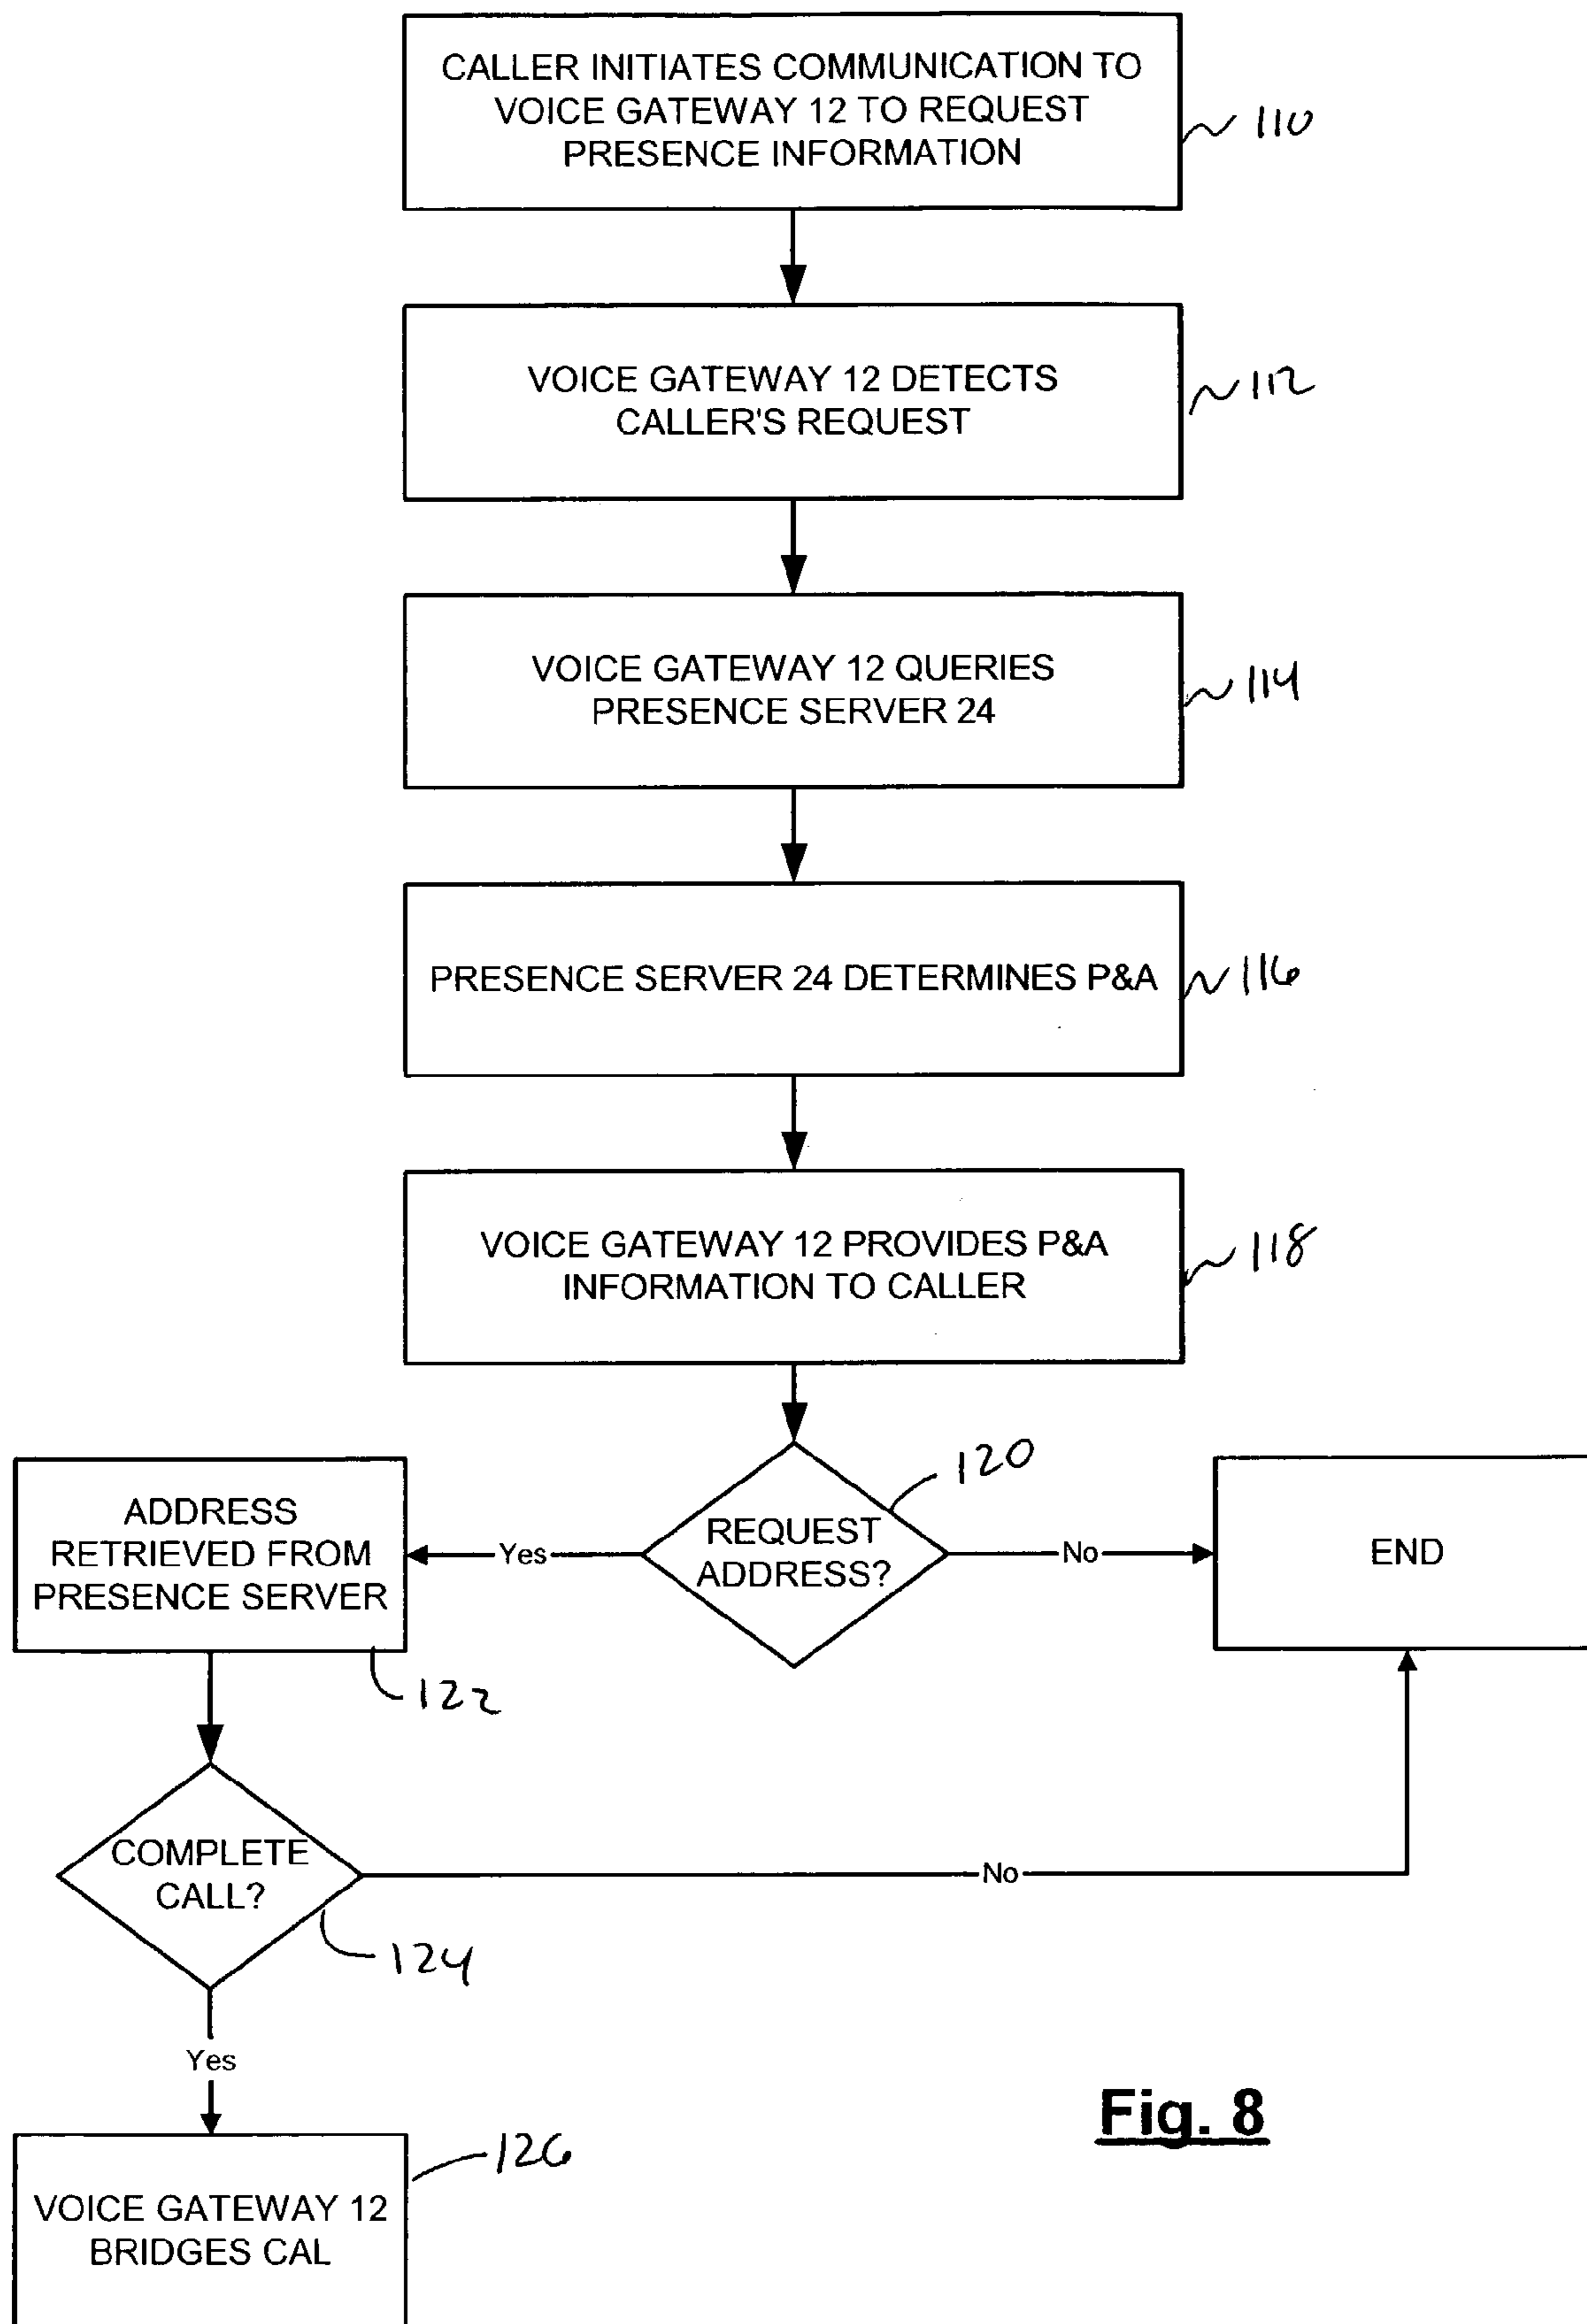 CALLER INITIATES COMMUNICATION TO
VOICE GATEWAY 12 TO REQUEST
PRESENCE INFORMATION
110
VOICE GATEWAY 12 DETECTS
CALLER'S REQUEST
112
VOICE GATEWAY 12 QUERIES
PRESENCE SERVER 24
114
PRESENCE SERVER 24 DETERMINES P&A
116
VOICE GATEWAY 12 PROVIDES P&A
INFORMATION TO CALLER
118
120
REQUEST
ADDRESS?
Yes
No
ADDRESS
RETRIEVED FROM
PRESENCE SERVER
122
END
COMPLETE
CALL?
124
No
Yes
126
VOICE GATEWAY 12
BRIDGES CAL
Fig. 8